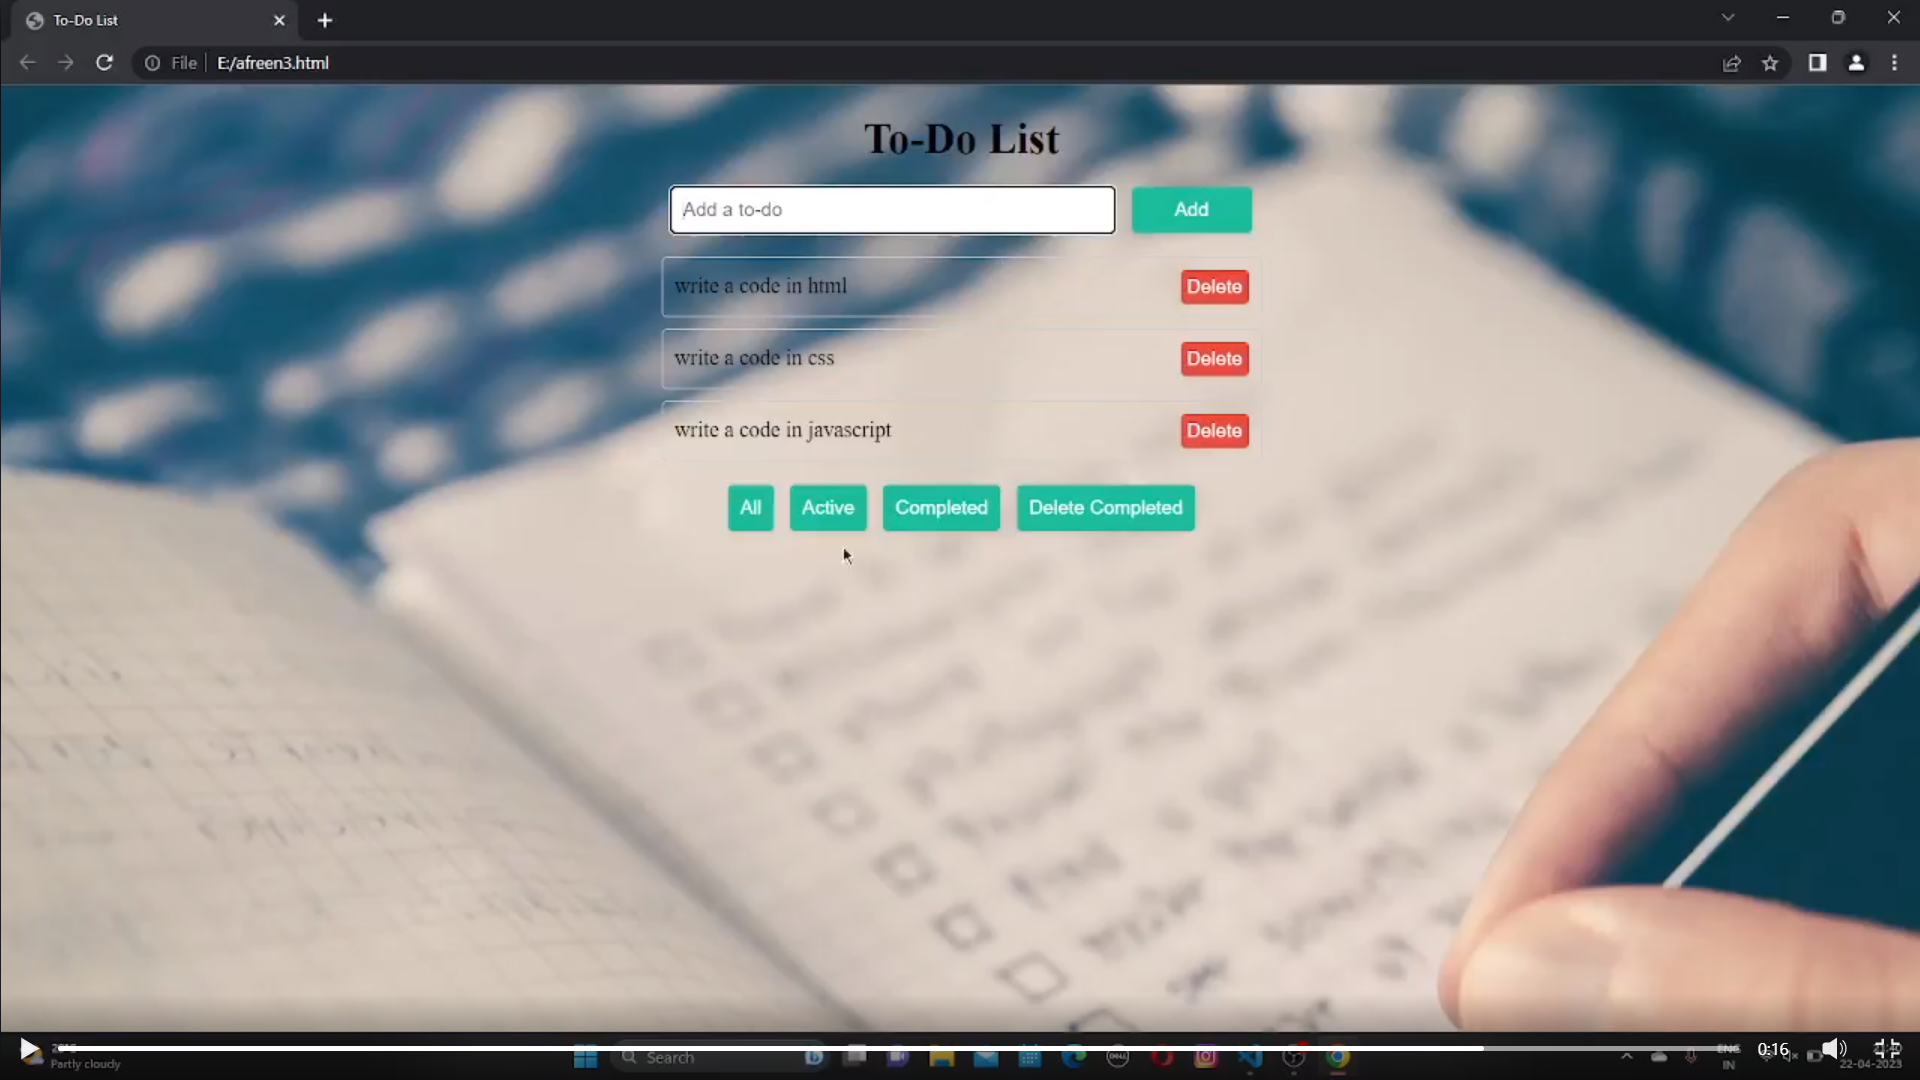 To-Do List
File E:/afreen3.html
To-Do List
Add a to-do Add
write a code in html Delete
write a code in css Delete
write a code in javascript Delete
All Active Completed Delete Completed
Partly cloudy
Search
ENG
IN
0:16
22-04-2023